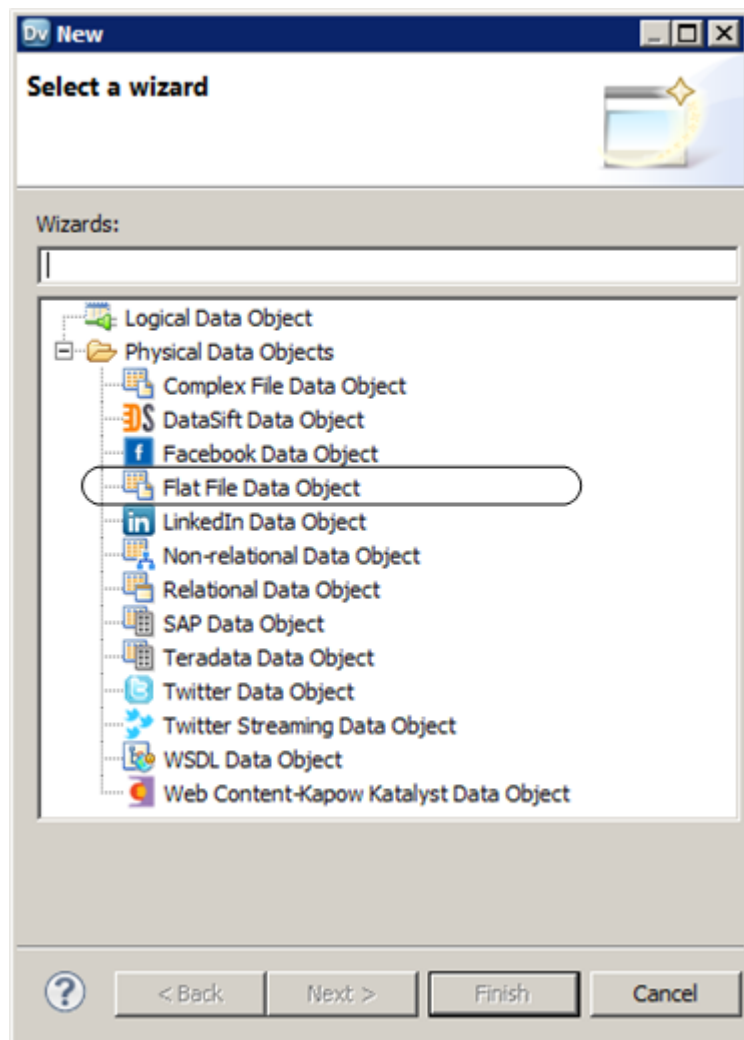 Dv New
Select a wizard
Wizards:
Logical Data Object
Physical Data Objects
Complex File Data Object
DS DataSift Data Object
f Facebook Data Object
Flat File Data Object
in LinkedIn Data Object
Non-relational Data Object
Relational Data Object
SAP Data Object
Teradata Data Object
Twitter Data Object
Twitter Streaming Data Object
WSDL Data Object
Web Content-Kapow Katalyst Data Object
? < Back Next > Finish Cancel